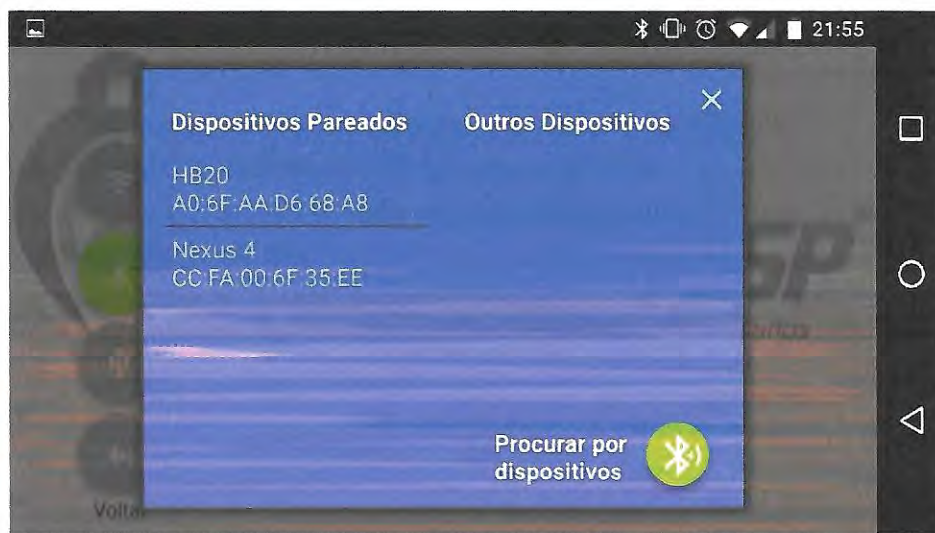 21:55
Dispositivos Pareados
Outros Dispositivos
HB20
A0:6F:AA:D6:68:A8
Nexus 4
CC:FA:00:6F:35:EE
SP
Procurar por
dispositivos
Voltar